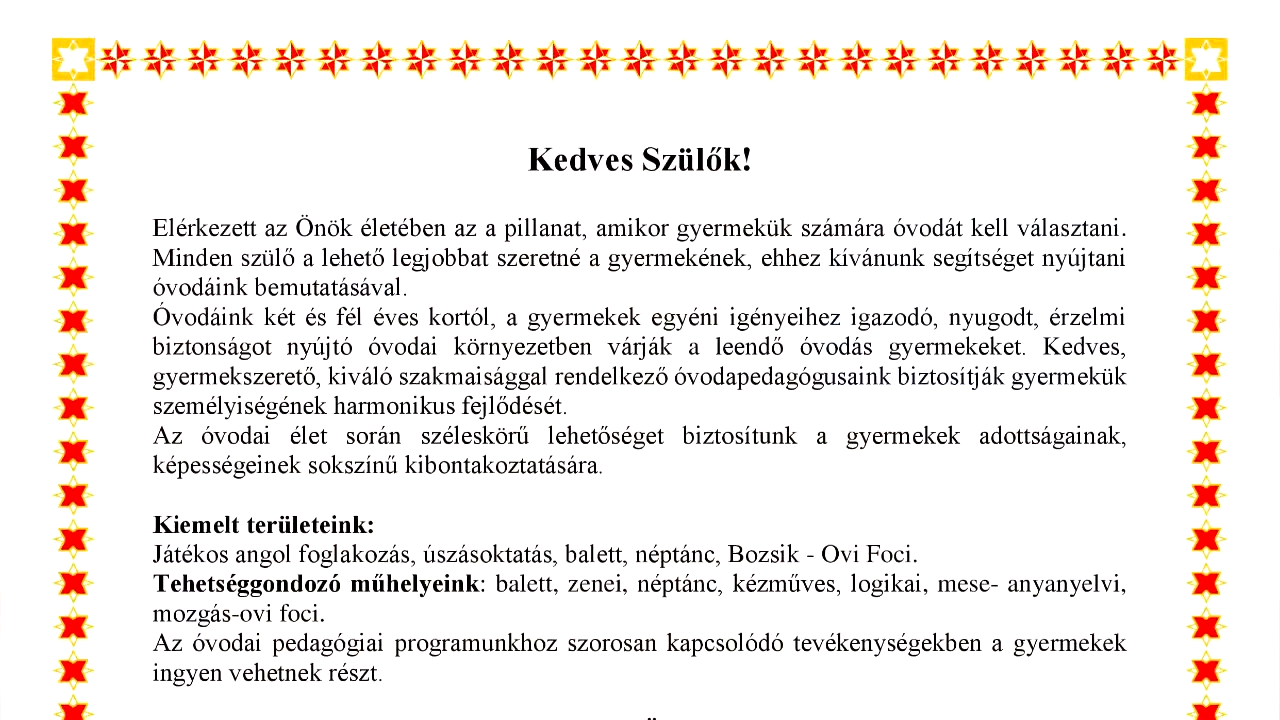 Kedves Szülők!
Elérkezett az Önök életében az a pillanat, amikor gyermekük számára óvodát kell választani.
Minden szülő a lehető legjobbat szeretné a gyermekének, ehhez kívánunk segítséget nyújtani
óvodáink bemutatásával.
Óvodáink két és fél éves kortól, a gyermekek egyéni igényeihez igazodó, nyugodt, érzelmi
biztonságot nyújtó óvodai környezetben várják a leendő óvodás gyermekeket. Kedves,
gyermekszerető, kiváló szakmaisággal rendelkező óvodapedagógusaink biztosítják gyermekük
személyiségének harmonikus fejlődését.
Az óvodai élet során széleskörű lehetőséget biztosítunk a gyermekek adottságainak,
képességeinek sokszínű kibontakoztatására.
Kiemelt területeink:
Játékos angol foglakozás, úszásoktatás, balett, néptánc, Bozsik - Ovi Foci.
Tehetséggondozó műhelyeink: balett, zenei, néptánc, kézműves, logikai, mese- anyanyelvi,
mozgás-ovi foci.
Az óvodai pedagógiai programunkhoz szorosan kapcsolódó tevékenységekben a gyermekek
ingyen vehetnek részt.